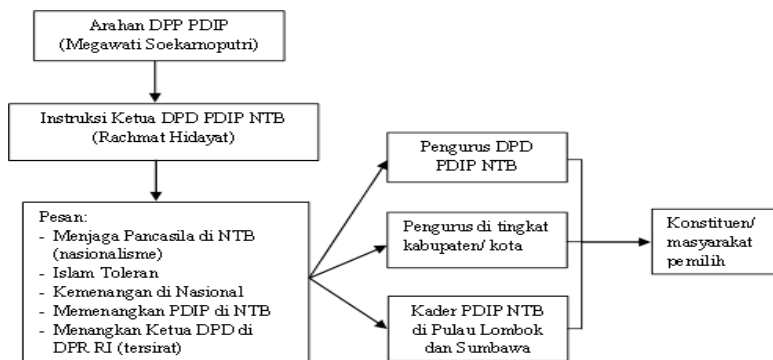 Arahan DPP PDIP
(Megawati Soekarnoputri)
Instruksi Ketua DPD PDIP NTB
(Rachmat Hidayat)
Pesan:
- Menjaga Pancasila di NTB
(nasionalisme)
- Islam Toleran
- Kemenangan di Nasional
- Memenangkan PDIP di NTB
- Menangkan Ketua DPD di
DPR RI (tersirat)
Pengurus DPD
PDIP NTB
Pengurus di tingkat
kabupaten/ kota
Kader PDIP NTB
di Pulau Lombok
dan Sumbawa
Konstituen/
masyarakat
pemilih